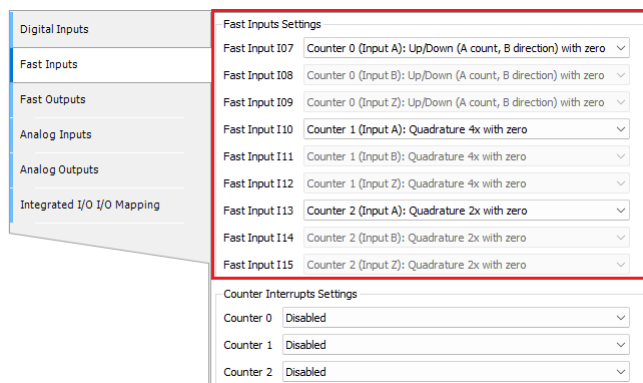 Digital Inputs
Fast Inputs
Fast Outputs
Analog Inputs
Analog Outputs
Integrated I/O I/O Mapping
Fast Inputs Settings
Fast Input I07 Counter 0 (Input A): Up/Down (A count, B direction) with zero
Fast Input I08 Counter 0 (Input B): Up/Down (A count, B direction) with zero
Fast Input I09 Counter 0 (Input Z): Up/Down (A count, B direction) with zero
Fast Input I10 Counter 1 (Input A): Quadrature 4x with zero
Fast Input I11 Counter 1 (Input B): Quadrature 4x with zero
Fast Input I12 Counter 1 (Input Z): Quadrature 4x with zero
Fast Input I13 Counter 2 (Input A): Quadrature 2x with zero
Fast Input I14 Counter 2 (Input B): Quadrature 2x with zero
Fast Input I15 Counter 2 (Input Z): Quadrature 2x with zero
Counter Interrupts Settings
Counter 0 Disabled
Counter 1 Disabled
Counter 2 Disabled